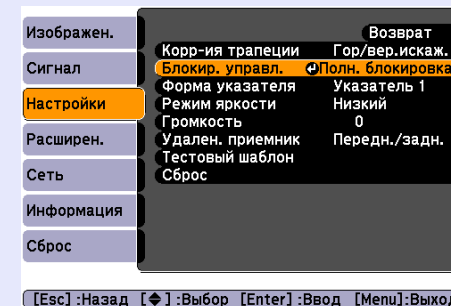 Изображен.
Сигнал
Настройки
Расширен.
Сеть
Информация
Сброс
Возврат
Корр-ия трапеции Гор/вер.искаж.
Блокир. управл. Полн. блокировка
Форма указателя Указатель 1
Режим яркости Низкий
Громкость 0
Удален. приемник Передн./задн.
Тестовый шаблон
Сброс
[Esc] :Назад [◆] :Выбор [Enter] :Ввод [Menu]:Выход